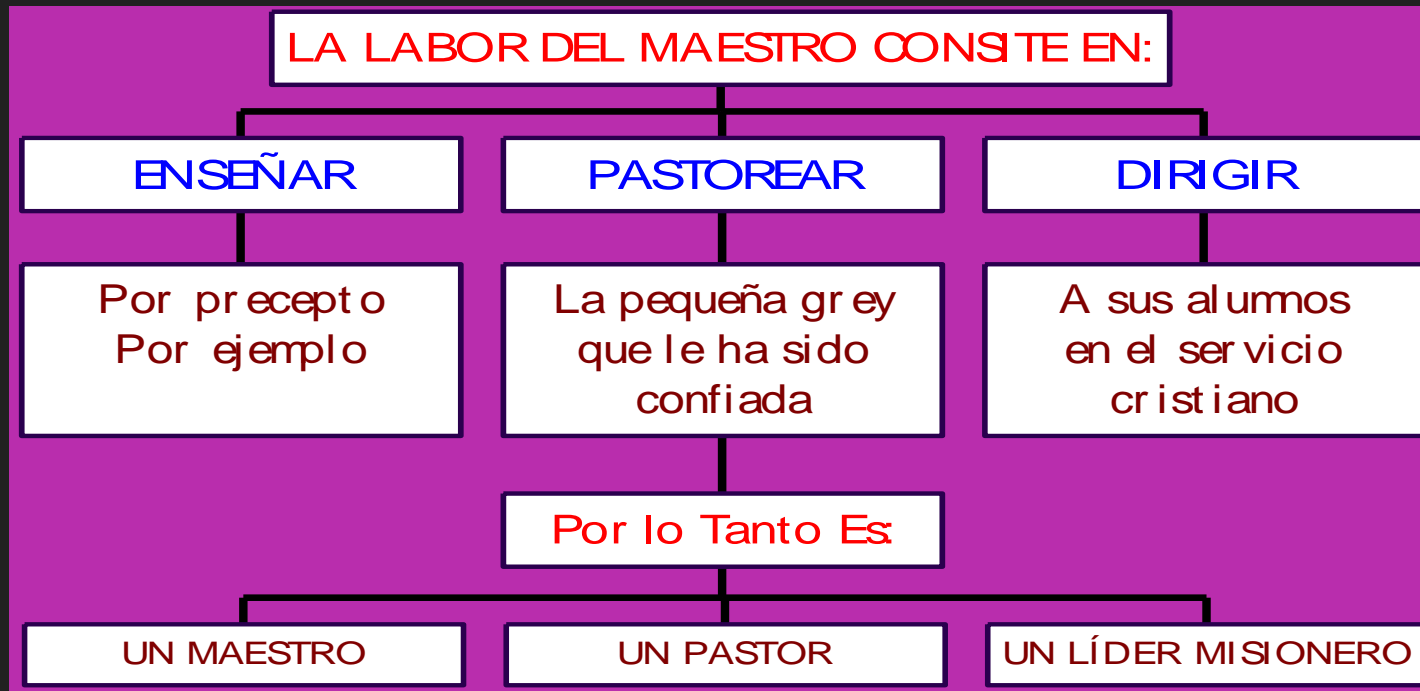 LA LABOR DEL MAESTRO CONSITE EN:
ENSEÑAR
PASTOREAR
DIRIGIR
Por precepto
Por ejemplo
La pequeña grey
que le ha sido
confiada
A sus alumnos
en el servicio
cristiano
Por lo Tanto Es:
UN MAESTRO
UN PASTOR
UN LÍDER MISIONERO